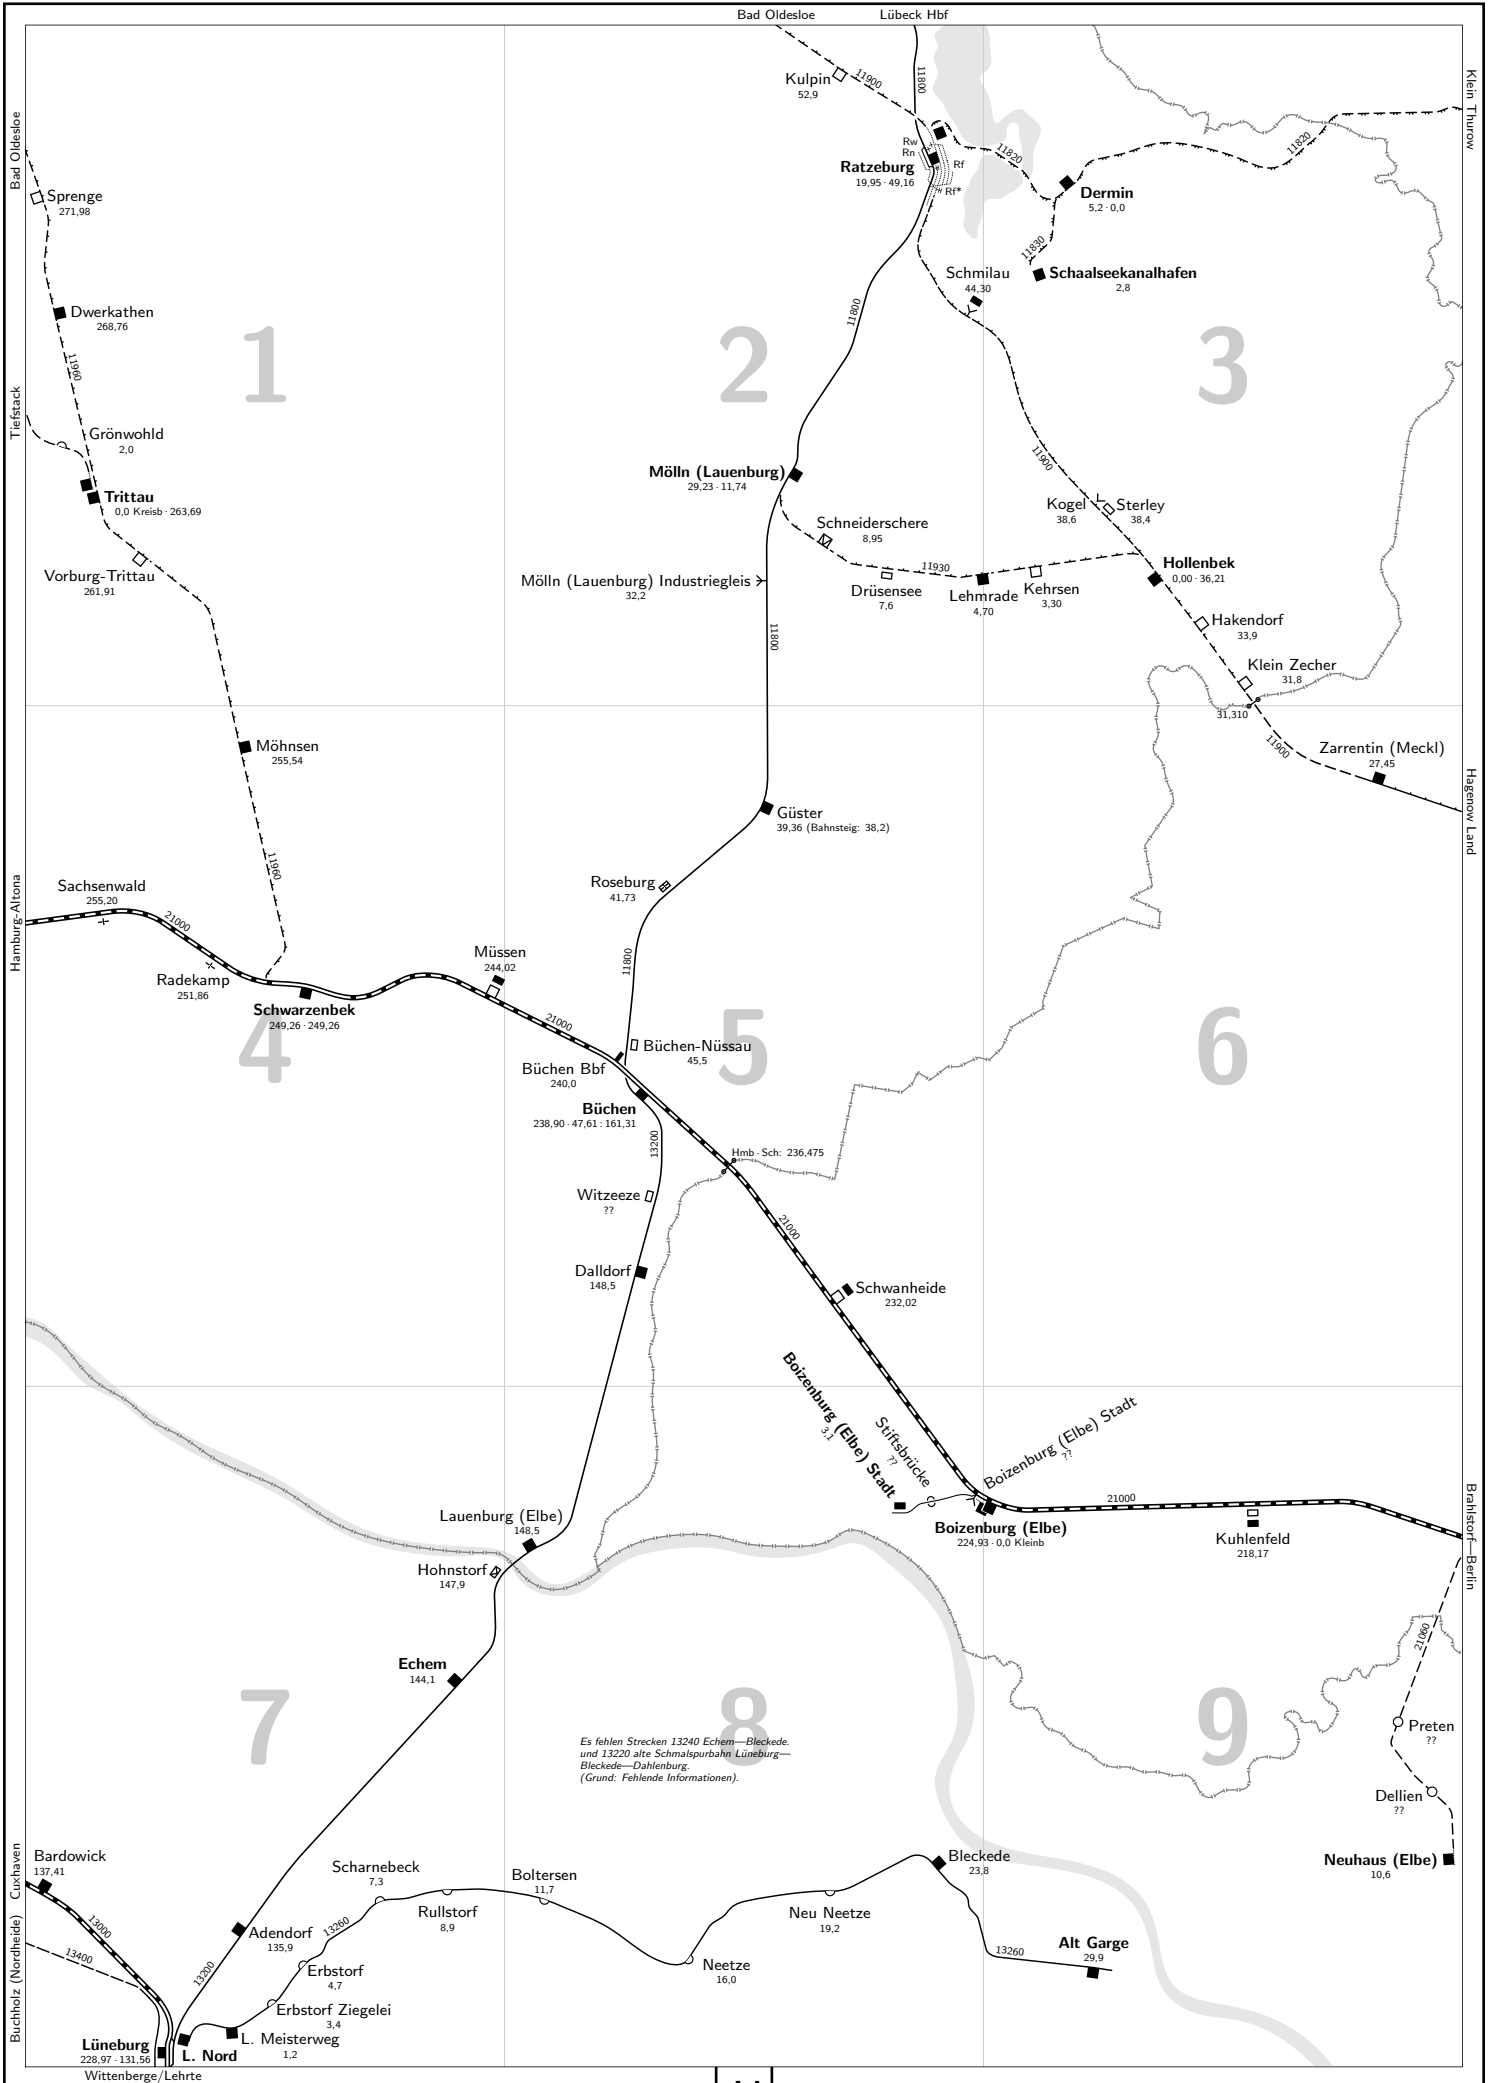 Bad Oldesloe
Lübeck Hbf
Bad Oldesloe
Tiefstack
Hamburg-Altona
Cuxhaven
Buchholz (Nordheide)
Klein Thurow
Hagenow Land
Brahlstorf—Berlin
Wittenberge/Lehrte
1
Sprenge
271,98
Dwerkathen
268,76
11960
Grönwohld
2,0
Trittau
0,0 Kreisb · 263,69
Vorburg-Trittau
261,91
2
Kulpin
52,9
11900
11800
Rw
Rn
Rf
Rf*
Ratzeburg
19,95 · 49,16
11800
Mölln (Lauenburg)
29,23 · 11,74
Schneiderschere
8,95
Mölln (Lauenburg) Industriegleis
32,2
Drüsensee
7,6
11930
Lehmrade
4,70
11800
3
11820
11820
Dermin
5,2 · 0,0
11830
Schaalseekanalhafen
2,8
Schmilau
44,30
11900
Kogel
38,6
Sterley
38,4
Hollenbek
0,00 · 36,21
Kehrsen
3,30
Hakendorf
33,9
Klein Zecher
31,8
31,310
4
Möhnsen
255,54
11960
Sachsenwald
255,20
21000
Radekamp
251,86
Schwarzenbek
249,26 · 249,26
Müssen
244,02
5
Güster
39,36 (Bahnsteig: 38,2)
Roseburg
41,73
11800
21000
Büchen-Nüssau
45,5
Büchen Bbf
240,0
Büchen
238,90 · 47,61 : 161,31
13200
Hmb · Sch: 236,475
Witzeeze
??
21000
Dalldorf
148,5
Schwanheide
232,02
6
11900
Zarrentin (Meckl)
27,45
7
Lauenburg (Elbe)
148,5
Hohnstorf
147,9
Echem
144,1
Bardowick
137,41
13000
13400
Adendorf
135,9
13200
Scharnebeck
7,3
13260
Rullstorf
8,9
Erbstorf
4,7
Erbstorf Ziegelei
3,4
L. Meisterweg
1,2
L. Nord
Lüneburg
228,97 · 131,56
8
Boizenburg (Elbe) Stadt
3,1
Stiftsbrücke
??
Es fehlen Strecken 13240 Echem—Bleckede.
und 13220 alte Schmalspurbahn Lüneburg—
Bleckede—Dahlenburg.
(Grund: Fehlende Informationen).
Boltersen
11,7
Neetze
16,0
Neu Neetze
19,2
Bleckede
23,8
9
Boizenburg (Elbe) Stadt
??
Boizenburg (Elbe)
224,93 · 0,0 Kleinb
21000
Kuhlenfeld
218,17
21060
Preten
??
Dellien
??
Neuhaus (Elbe)
10,6
13260
Alt Garge
29,9